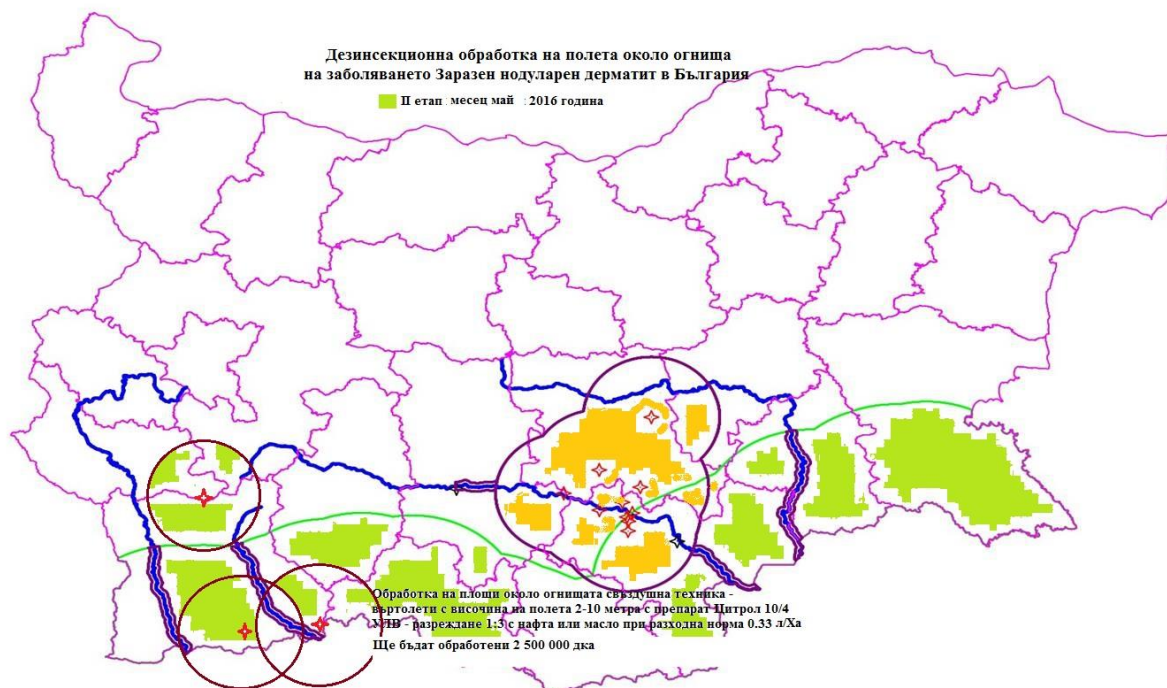 Дезинсекционна обработка на полета около огнища
на заболяването Заразен нодуларен дерматит в България
II етап : месец май : 2016 година
Обработка на площи около огнищата свъздушна техника -
въртолети с височина на полета 2-10 метра с препарат Цитрол 10/4
УЛВ - разреждане 1:3 с нафта или масло при разходна норма 0.33 л/Ха
Ще бъдат обработени 2 500 000 дка